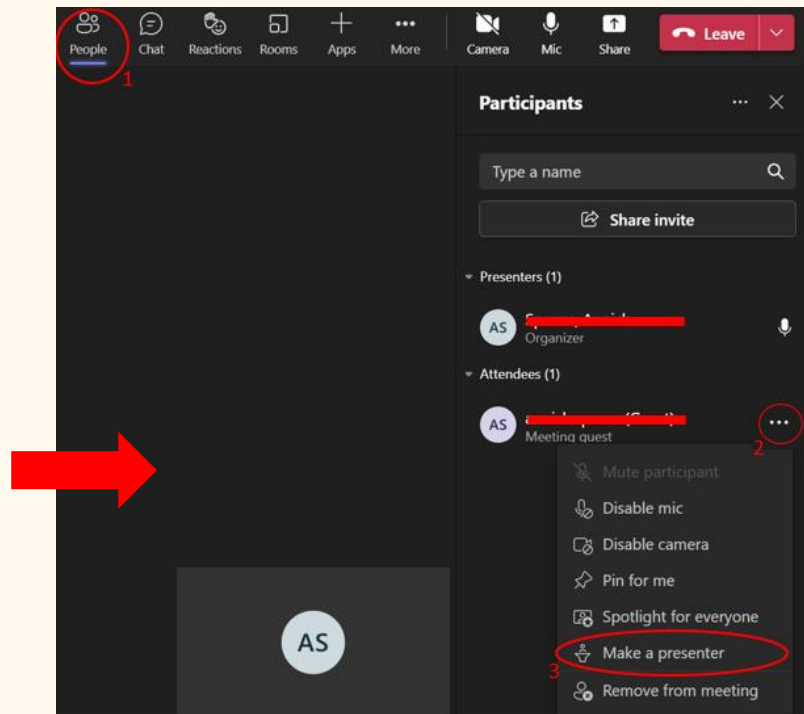 People Chat Reactions Rooms Apps More Camera Mic Share Leave
1
Participants
Type a name
Share invite
Presenters (1)
AS
Organizer
Attendees (1)
AS
Meeting guest
2
Mute participant
Disable mic
Disable camera
Pin for me
Spotlight for everyone
3 Make a presenter
Remove from meeting
AS